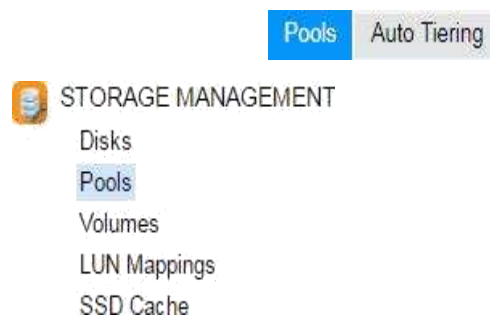 Pools Auto Tiering
STORAGE MANAGEMENT
Disks
Pools
Volumes
LUN Mappings
SSD Cache